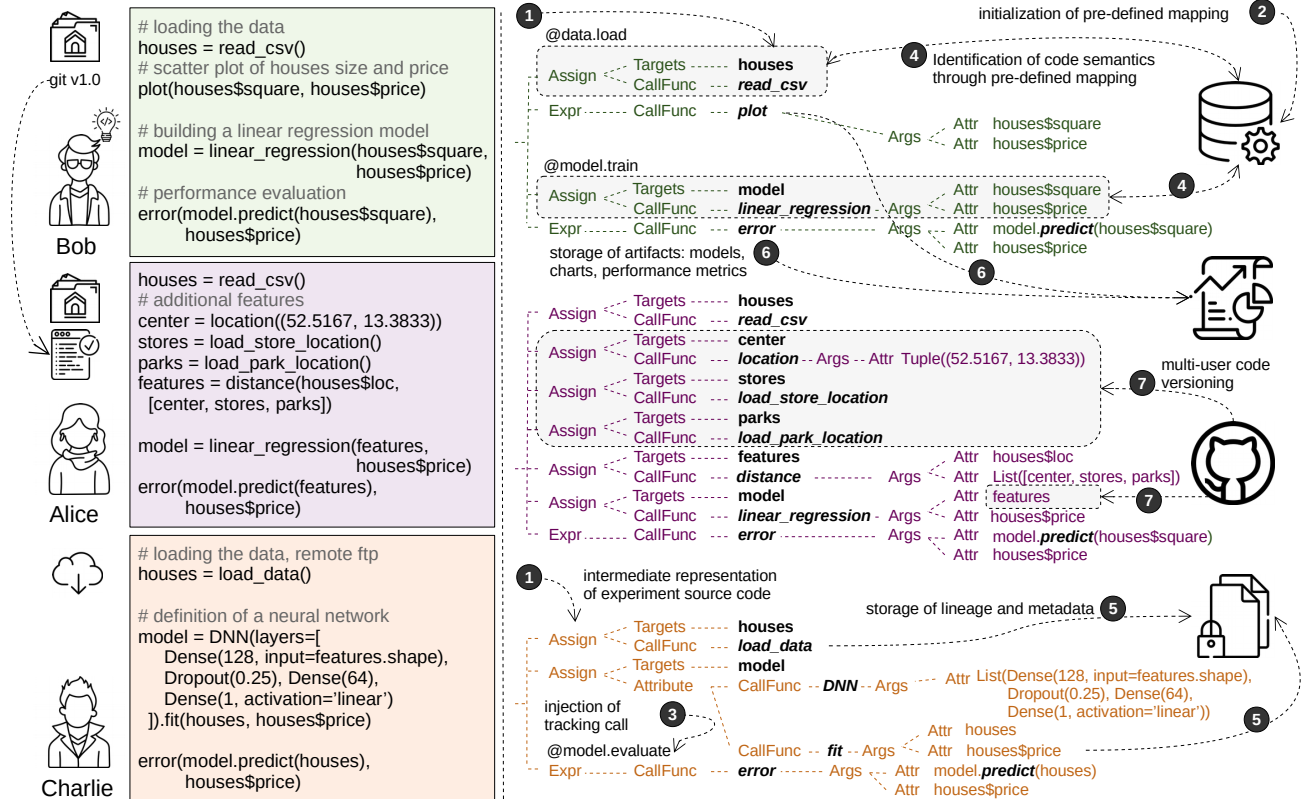 git v1.0
Bob
# loading the data
houses = read_csv()
# scatter plot of houses size and price
plot(houses$square, houses$price)
# building a linear regression model
model = linear_regression(houses$square,
houses$price)
# performance evaluation
error(model.predict(houses$square),
houses$price)
Alice
houses = read_csv()
# additional features
center = location((52.5167, 13.3833))
stores = load_store_location()
parks = load_park_location()
features = distance(houses$loc,
[center, stores, parks])
model = linear_regression(features,
houses$price)
error(model.predict(features),
houses$price)
Charlie
# loading the data, remote ftp
houses = load_data()
# definition of a neural network
model = DNN(layers=[
Dense(128, input=features.shape),
Dropout(0.25), Dense(64),
Dense(1, activation='linear')
]).fit(houses, houses$price)
error(model.predict(houses),
houses$price)
1
initialization of pre-defined mapping 2
@data.load
4 Identification of code semantics
through pre-defined mapping
Assign Targets houses
CallFunc read_csv
Expr CallFunc plot
Args Attr houses$square
Attr houses$price
@model.train
Assign Targets model
CallFunc linear_regression Args Attr houses$square
Attr houses$price
4
Expr CallFunc error Args Attr model.predict(houses$square)
Attr houses$price
storage of artifacts: models,
charts, performance metrics
6
6
Assign Targets houses
CallFunc read_csv
Assign Targets center
CallFunc location Args Attr Tuple((52.5167, 13.3833))
Assign Targets stores
CallFunc load_store_location
Assign Targets parks
CallFunc load_park_location
7 multi-user code
versioning
Assign Targets features
CallFunc distance Args Attr houses$loc
Attr List([center, stores, parks])
Assign Targets model
CallFunc linear_regression Args Attr features
Attr houses$price
7
Expr CallFunc error Args Attr model.predict(houses$square)
Attr houses$price
1 intermediate representation
of experiment source code
storage of lineage and metadata 5
Assign Targets houses
CallFunc load_data
Assign Targets model
Attribute CallFunc DNN Args Attr List(Dense(128, input=features.shape),
Dropout(0.25), Dense(64),
Dense(1, activation='linear'))
injection of
tracking call
3
5
@model.evaluate
CallFunc fit Args Attr houses
Attr houses$price
Expr CallFunc error Args Attr model.predict(houses)
Attr houses$price